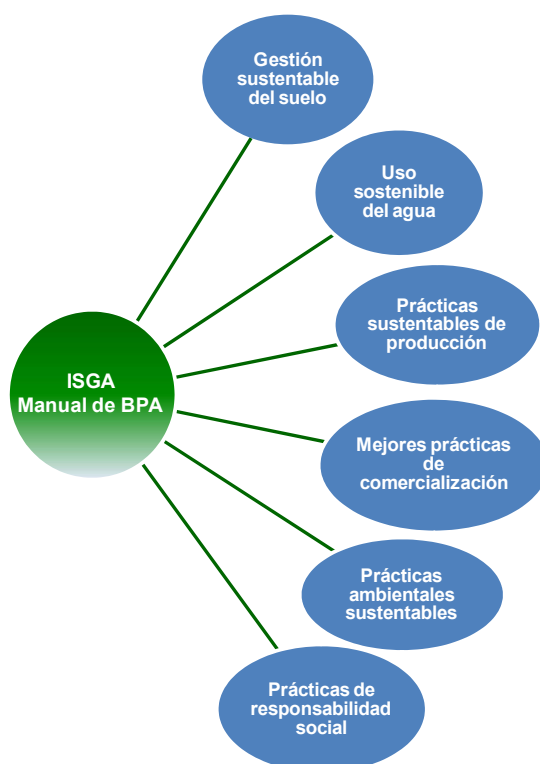 Gestión
sustentable
del suelo
Uso
sostenible
del agua
Prácticas
sustentables de
producción
ISGA
Manual de BPA
Mejores prácticas
de
comercialización
Prácticas
ambientales
sustentables
Prácticas de
responsabilidad
social